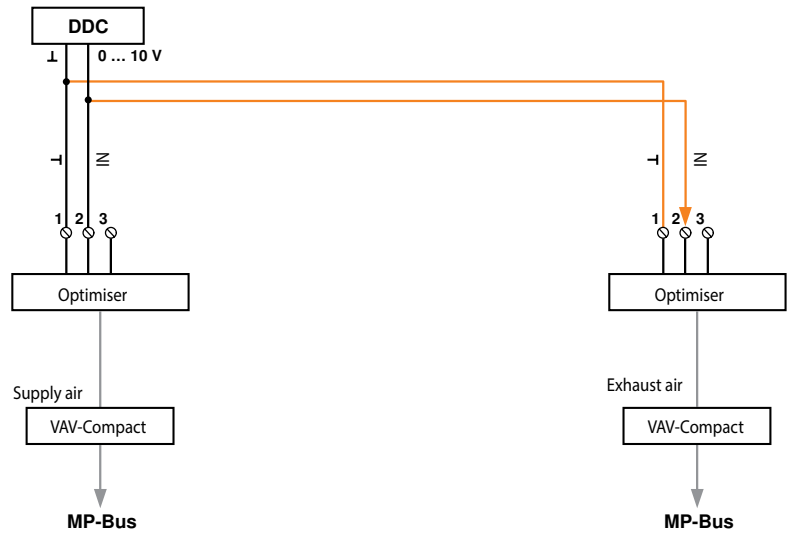 DDC
⊥ 0 ... 10 V
⊥ IN ⊥ IN
1 2 3 1 2 3
Optimiser Optimiser
Supply air Exhaust air
VAV-Compact VAV-Compact
MP-Bus MP-Bus